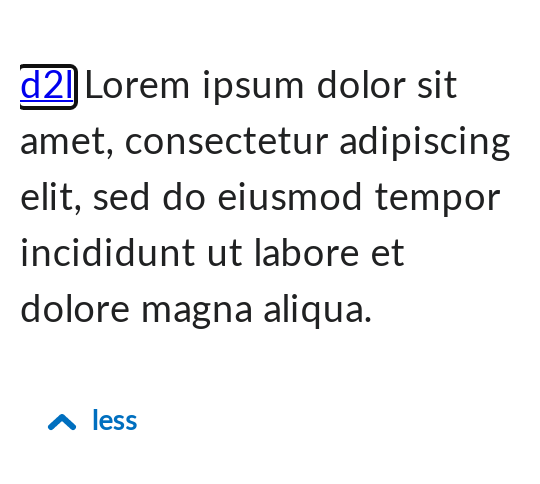 d2l Lorem ipsum dolor sit
amet, consectetur adipiscing
elit, sed do eiusmod tempor
incididunt ut labore et
dolore magna aliqua.
less